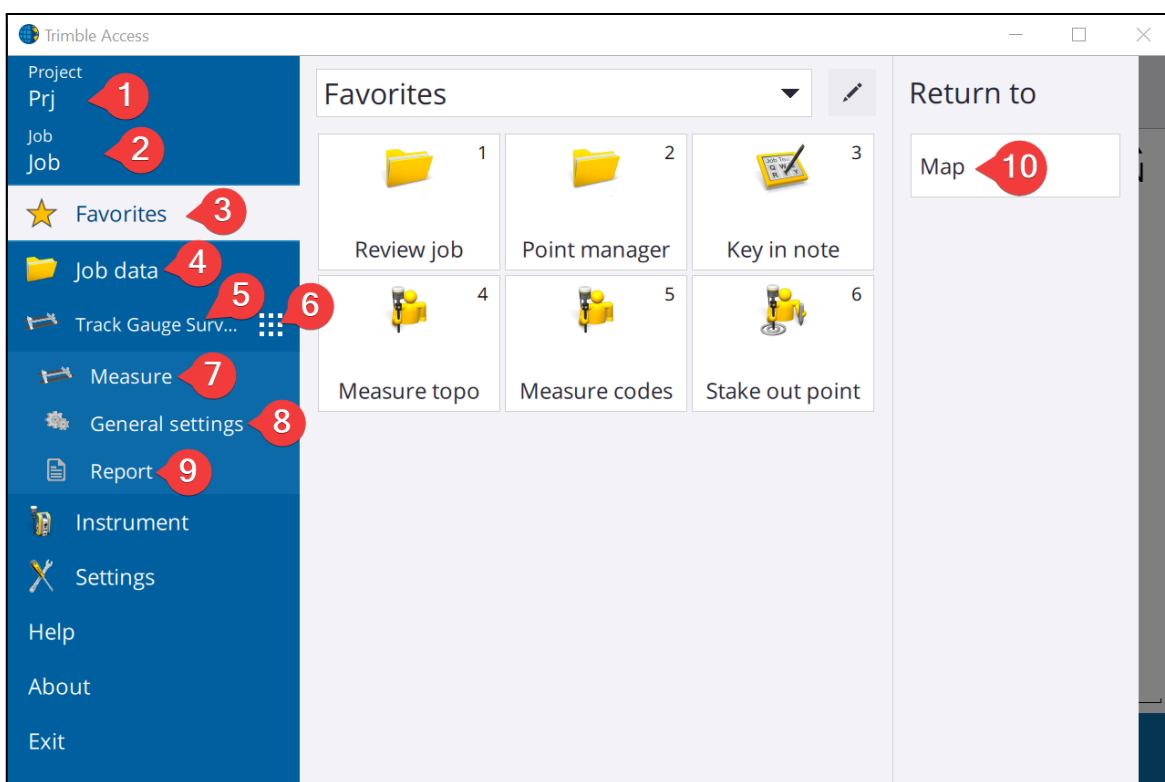 Trimble Access
Project
Prj
1
Job
Job
2
Favorites
3
Job data
4
Track Gauge Surv...
5
6
Measure
7
General settings
8
Report
9
Instrument
Settings
Help
About
Exit
Favorites
1
Review job
2
Point manager
3
Key in note
4
Measure topo
5
Measure codes
6
Stake out point
Return to
Map
10